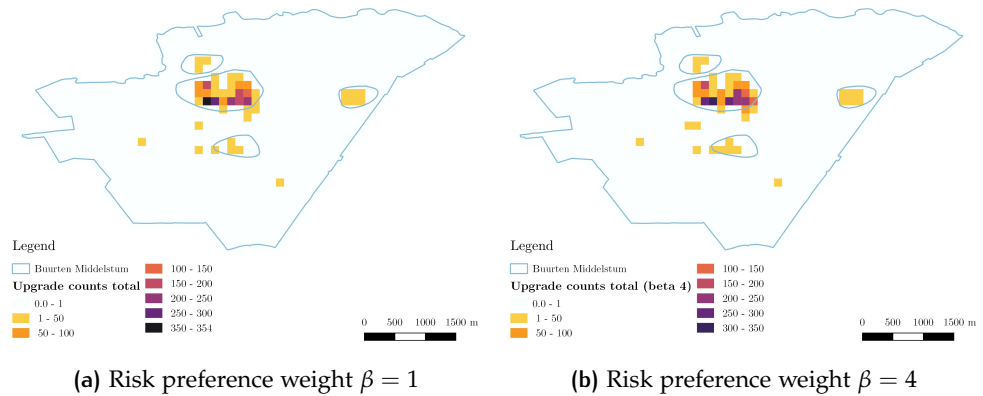 Legend
Buurten Middelstum
Upgrade counts total
0.0 - 1
1 - 50
50 - 100
100 - 150
150 - 200
200 - 250
250 - 300
350 - 354
0 500 1000 1500 m
(a) Risk preference weight β = 1
Legend
Buurten Middelstum
Upgrade counts total (beta 4)
0.0 - 1
1 - 50
50 - 100
100 - 150
150 - 200
200 - 250
250 - 300
300 - 350
0 500 1000 1500 m
(b) Risk preference weight β = 4